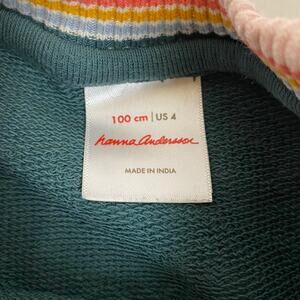 100 cm | US 4
hanna andersson
MADE IN INDIA